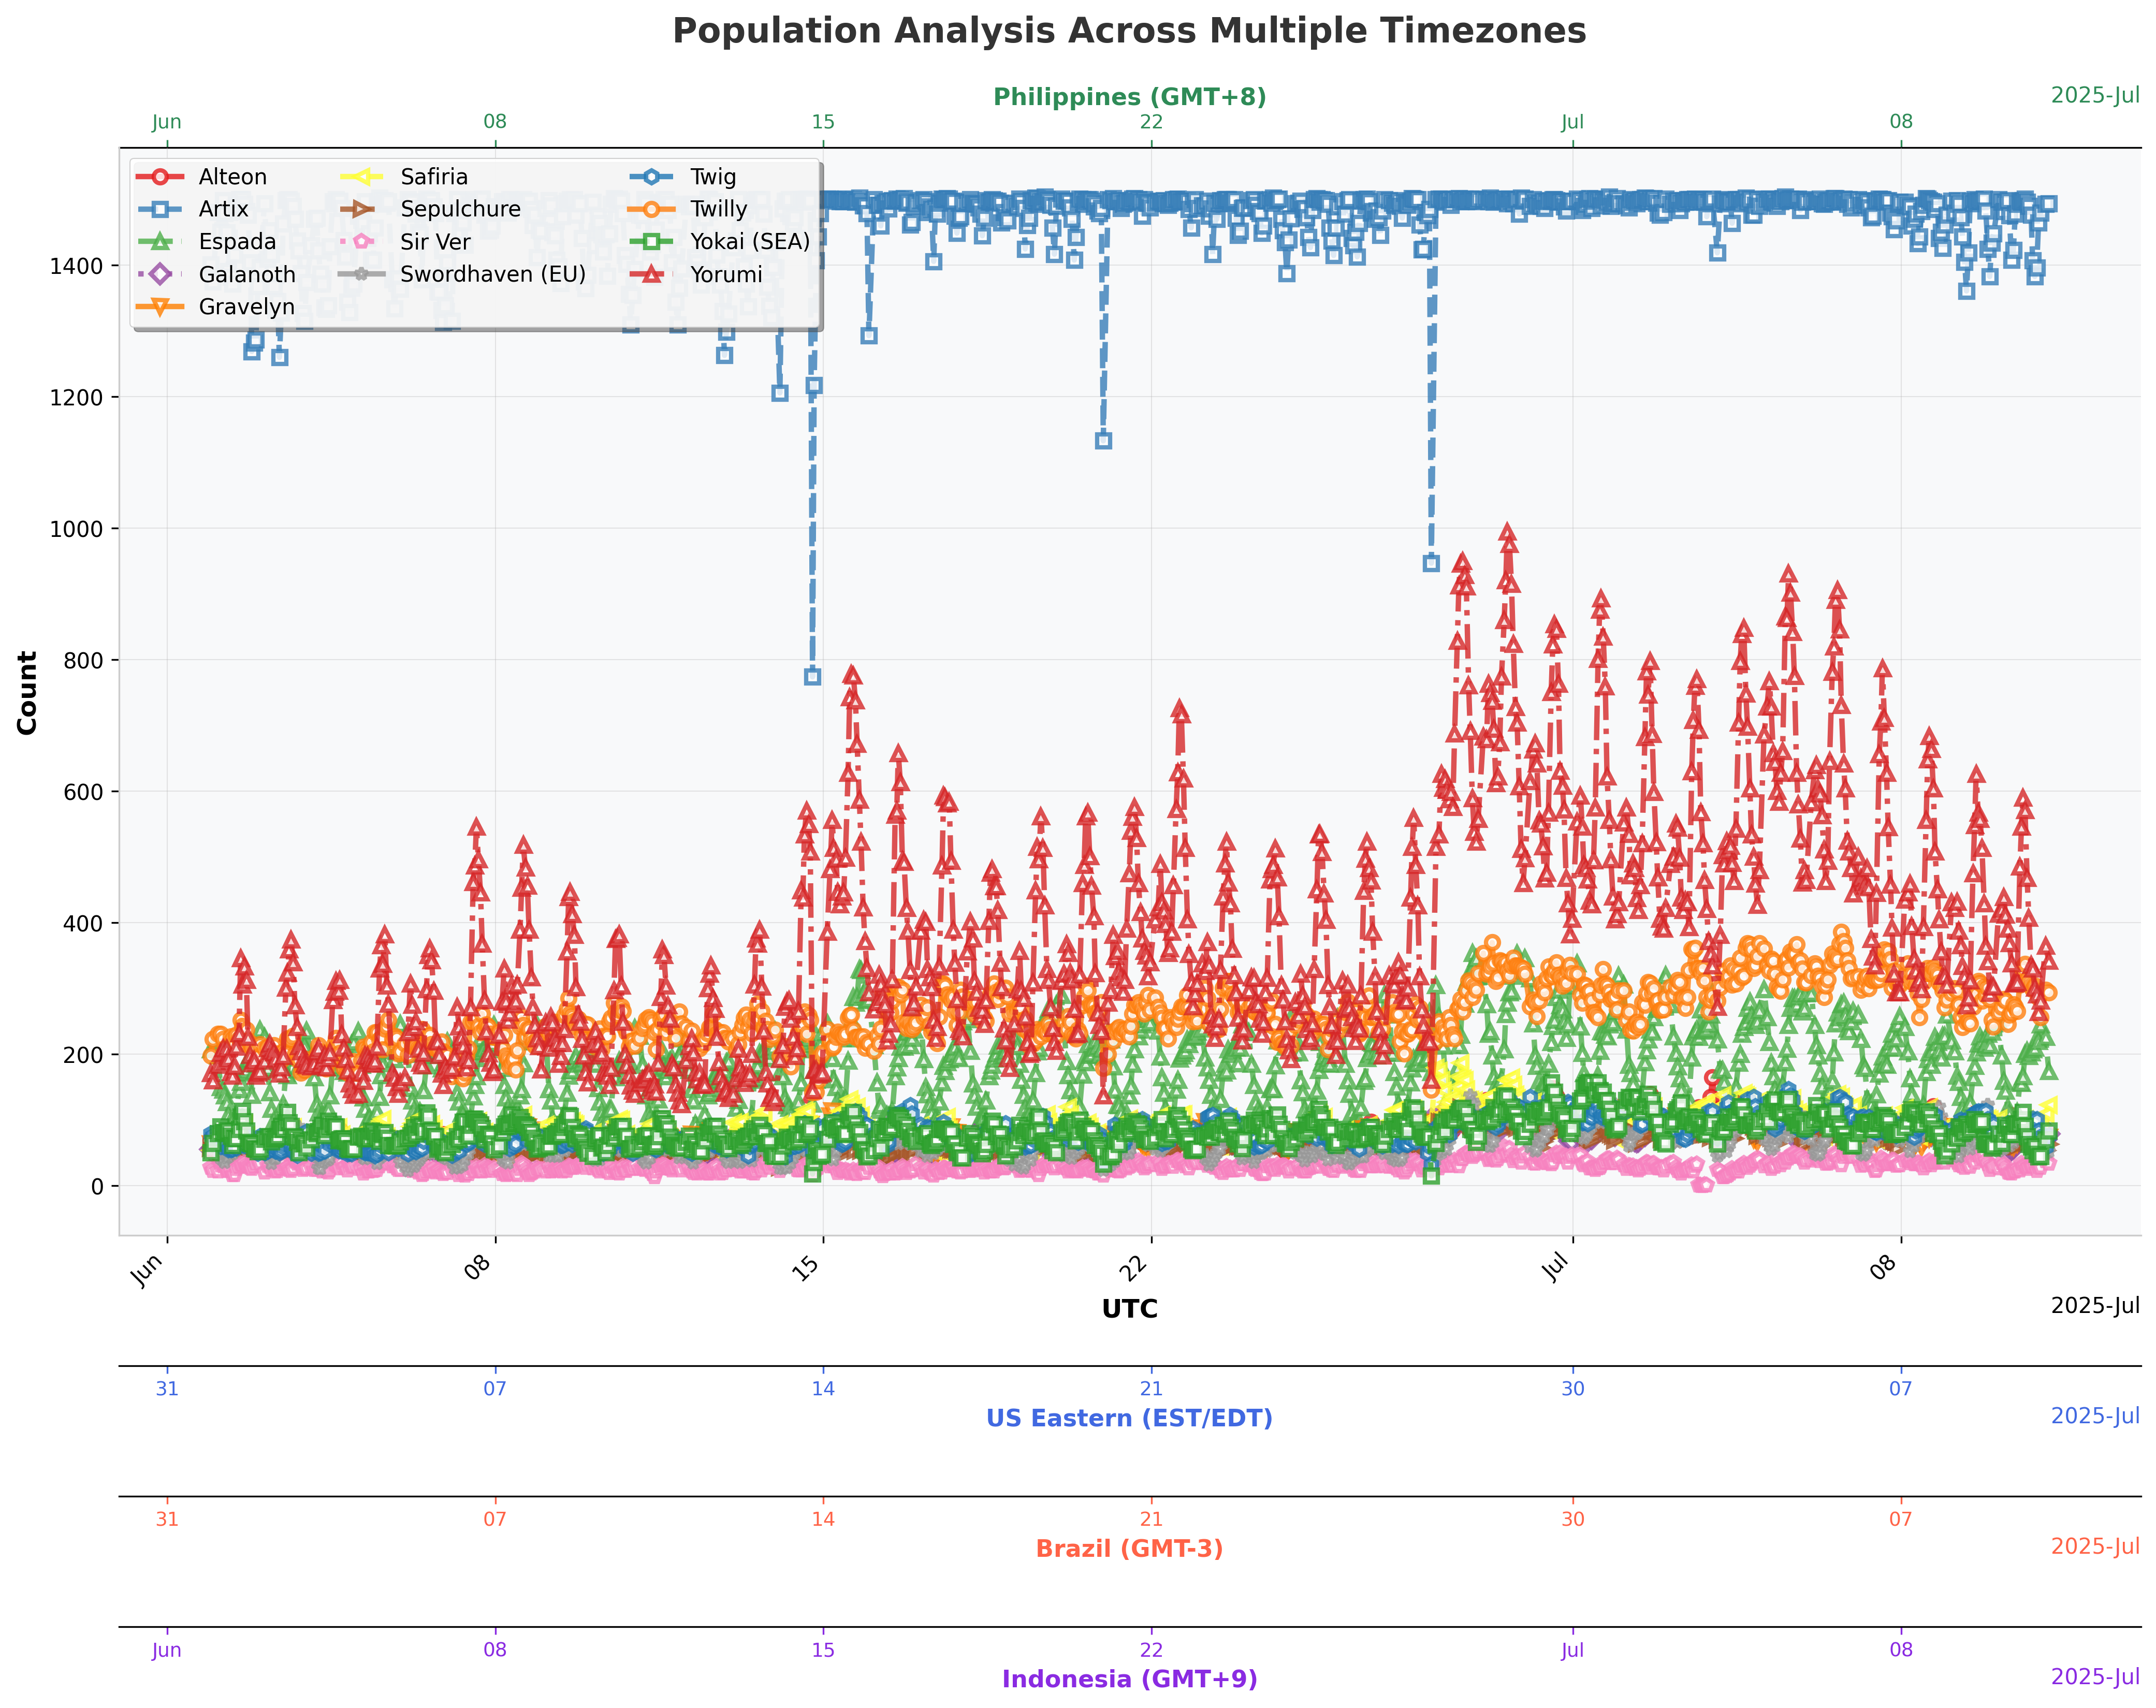 Population Analysis Across Multiple Timezones
Philippines (GMT+8)
2025-Jul
Jun 08 15 22 Jul 08
Alteon Safiria Twig
Artix Sepulchure Twilly
Espada Sir Ver Yokai (SEA)
Galanoth Swordhaven (EU) Yorumi
Gravelyn
1400
1200
1000
800
600
400
200
0
Count
Jun 08 15 22 Jul 08
UTC
2025-Jul
31 07 14 21 30 07
US Eastern (EST/EDT)
2025-Jul
31 07 14 21 30 07
Brazil (GMT-3)
2025-Jul
Jun 08 15 22 Jul 08
Indonesia (GMT+9)
2025-Jul